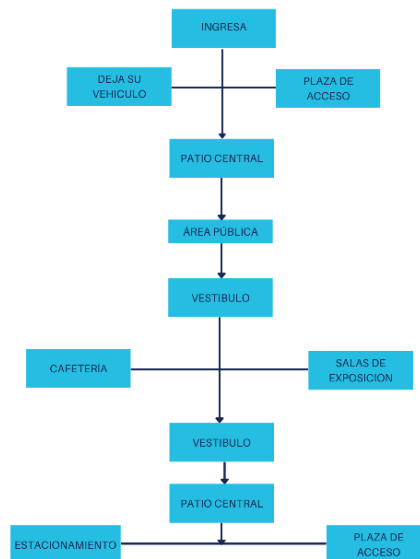 INGRESA
DEJA SU
VEHICULO
PLAZA DE
ACCESO
PATIO CENTRAL
ÁREA PÚBLICA
VESTIBULO
CAFETERÍA
SALAS DE
EXPOSICIÓN
VESTIBULO
PATIO CENTRAL
ESTACIONAMIENTO
PLAZA DE
ACCESO